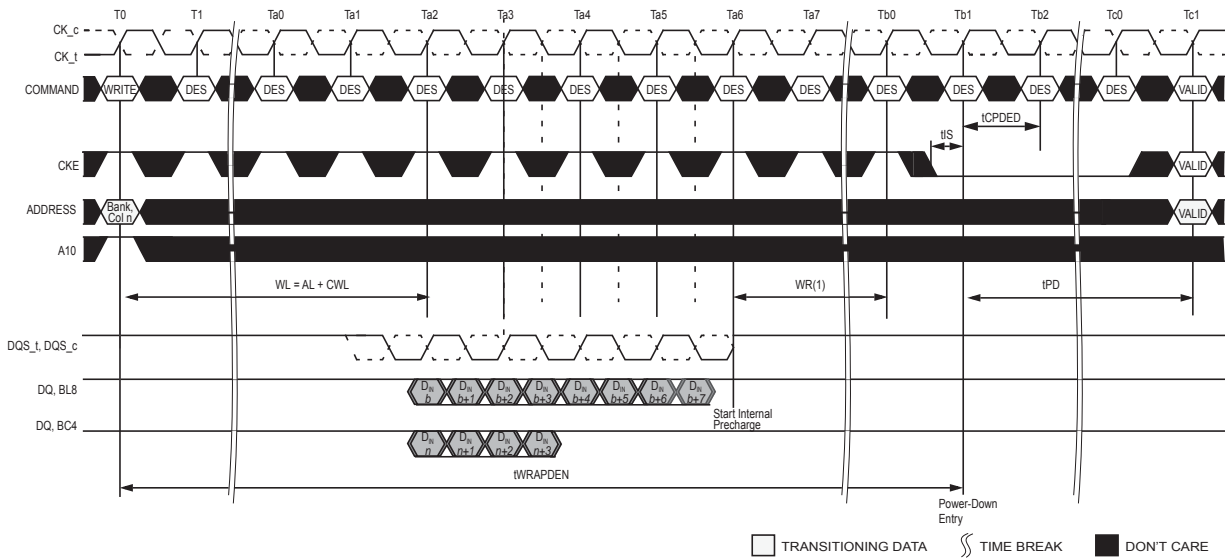 T0 T1 Ta0 Ta1 Ta2 Ta3 Ta4 Ta5 Ta6 Ta7 Tb0 Tb1 Tb2 Tc0 Tc1
CK_c
CK_t
COMMAND WRITE DES DES DES DES DES DES DES DES DES DES DES DES DES VALID
tCPDED
tIS
CKE VALID
ADDRESS Bank, Col n VALID
A10
WL = AL + CWL WR(1) tPD
DQS_t, DQS_c
DQ, BL8 DIN b DIN b+1 DIN b+2 DIN b+3 DIN b+4 DIN b+5 DIN b+6 DIN b+7
Start Internal
Precharge
DQ, BC4 DIN n DIN n+1 DIN n+2 DIN n+3
tWRAPDEN
Power-Down
Entry
TRANSITIONING DATA TIME BREAK DON'T CARE